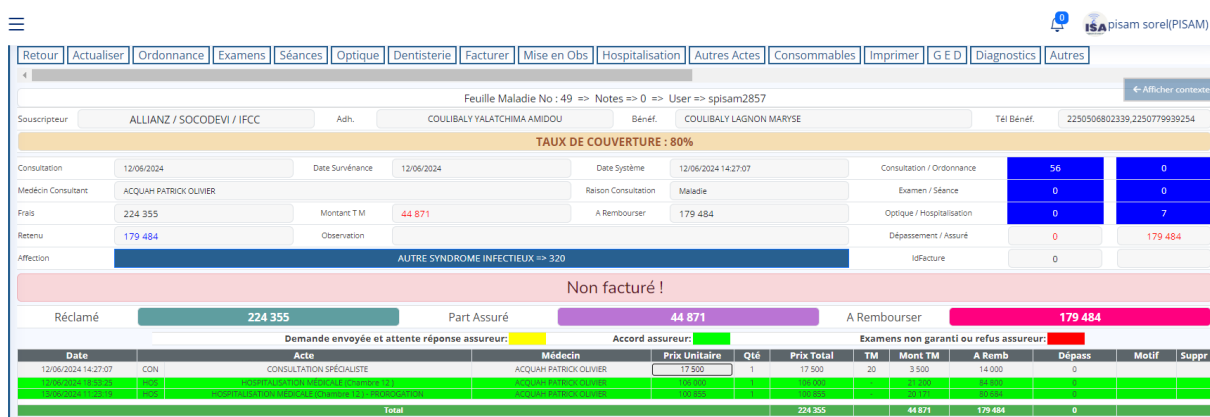 0
ISA pisam sorel(PISAM)
Retour Actualiser Ordonnance Examens Séances Optique Dentisterie Facturer Mise en Obs Hospitalisation Autres Actes Consommables Imprimer G E D Diagnostics Autres
Feuille Maladie No : 49 => Notes => 0 => User => spisam2857
Afficher contexte
Souscripteur ALLIANZ / SOCODEVI / IFCC Adh. COULIBALY YALATCHIMA AMIDOU Bénéf. COULIBALY LAGNON MARYSE Tél Bénéf. 2250506802339,2250779939254
TAUX DE COUVERTURE : 80%
Consultation 12/06/2024 Date Survénance 12/06/2024 Date Système 12/06/2024 14:27:07 Consultation / Ordonnance 56 0
Medécin Consultant ACQUAH PATRICK OLIVIER Raison Consultation Maladie Examen / Séance 0 0
Frais 224 355 Montant T M 44 871 A Rembourser 179 484 Optique / Hospitalisation 0 7
Retenu 179 484 Observation Dépassement / Assuré 0 179 484
Affection AUTRE SYNDROME INFECTIEUX => 320 IdFacture 0
Non facturé !
Réclamé 224 355 Part Assuré 44 871 A Rembourser 179 484
Demande envoyée et attente réponse assureur: Accord assureur: Examens non garanti ou refus assureur:
Date Acte Médecin Prix Unitaire Qté Prix Total TM Mont TM A Remb Dépass Motif Suppr
12/06/2024 14:27:07 CON CONSULTATION SPÉCIALISTE ACQUAH PATRICK OLIVIER 17 500 1 17 500 20 3 500 14 000 0
12/06/2024 18:53:25 HOS HOSPITALISATION MÉDICALE (Chambre 12 ) ACQUAH PATRICK OLIVIER 106 000 1 106 000 - 21 200 84 800 0
13/06/2024 11:23:19 HOS HOSPITALISATION MÉDICALE (Chambre 12 ) - PROROGATION ACQUAH PATRICK OLIVIER 100 855 1 100 855 - 20 171 80 684 0
Total 224 355 44 871 179 484 0